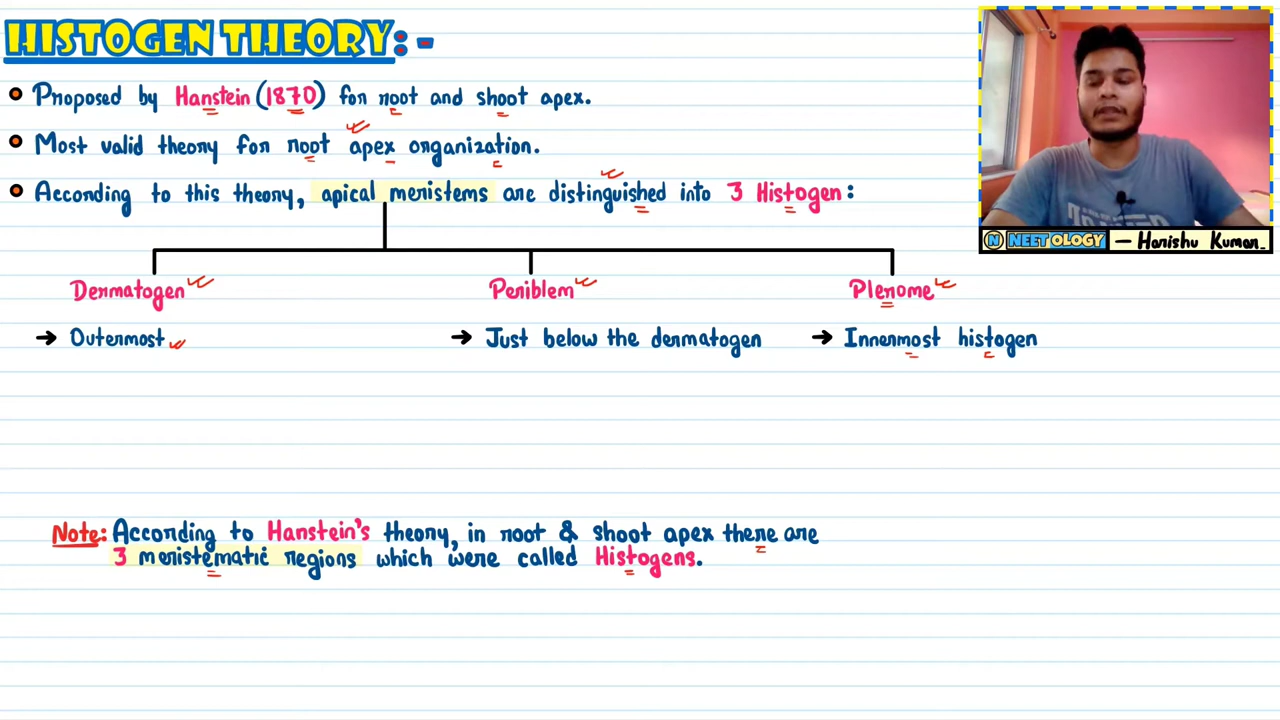 HISTOGEN THEORY:-
Proposed by Hanstein (1870) for root and shoot apex.
Most valid theory for root apex organization.
According to this theory, apical meristems are distinguished into 3 Histogen:
Dermatogen Periblem Plerome
→ Outermost → Just below the dermatogen → Innermost histogen
Note: According to Hanstein's theory, in root & shoot apex there are
3 meristematic regions which were called Histogens.
N NEETOLOGY – Harishu Kumar